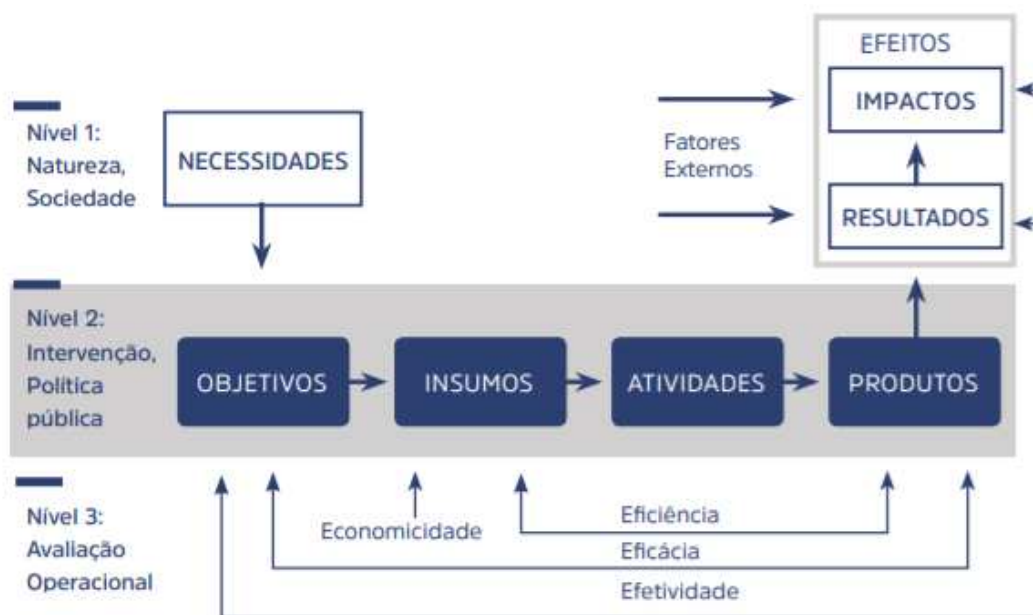 EFEITOS
IMPACTOS
Nível 1:
Natureza,
Sociedade
NECESSIDADES
Fatores
Externos
RESULTADOS
Nível 2:
Intervenção,
Política
pública
OBJETIVOS
INSUMOS
ATIVIDADES
PRODUTOS
Nível 3:
Avaliação
Operacional
Economicidade
Eficiência
Eficácia
Efetividade